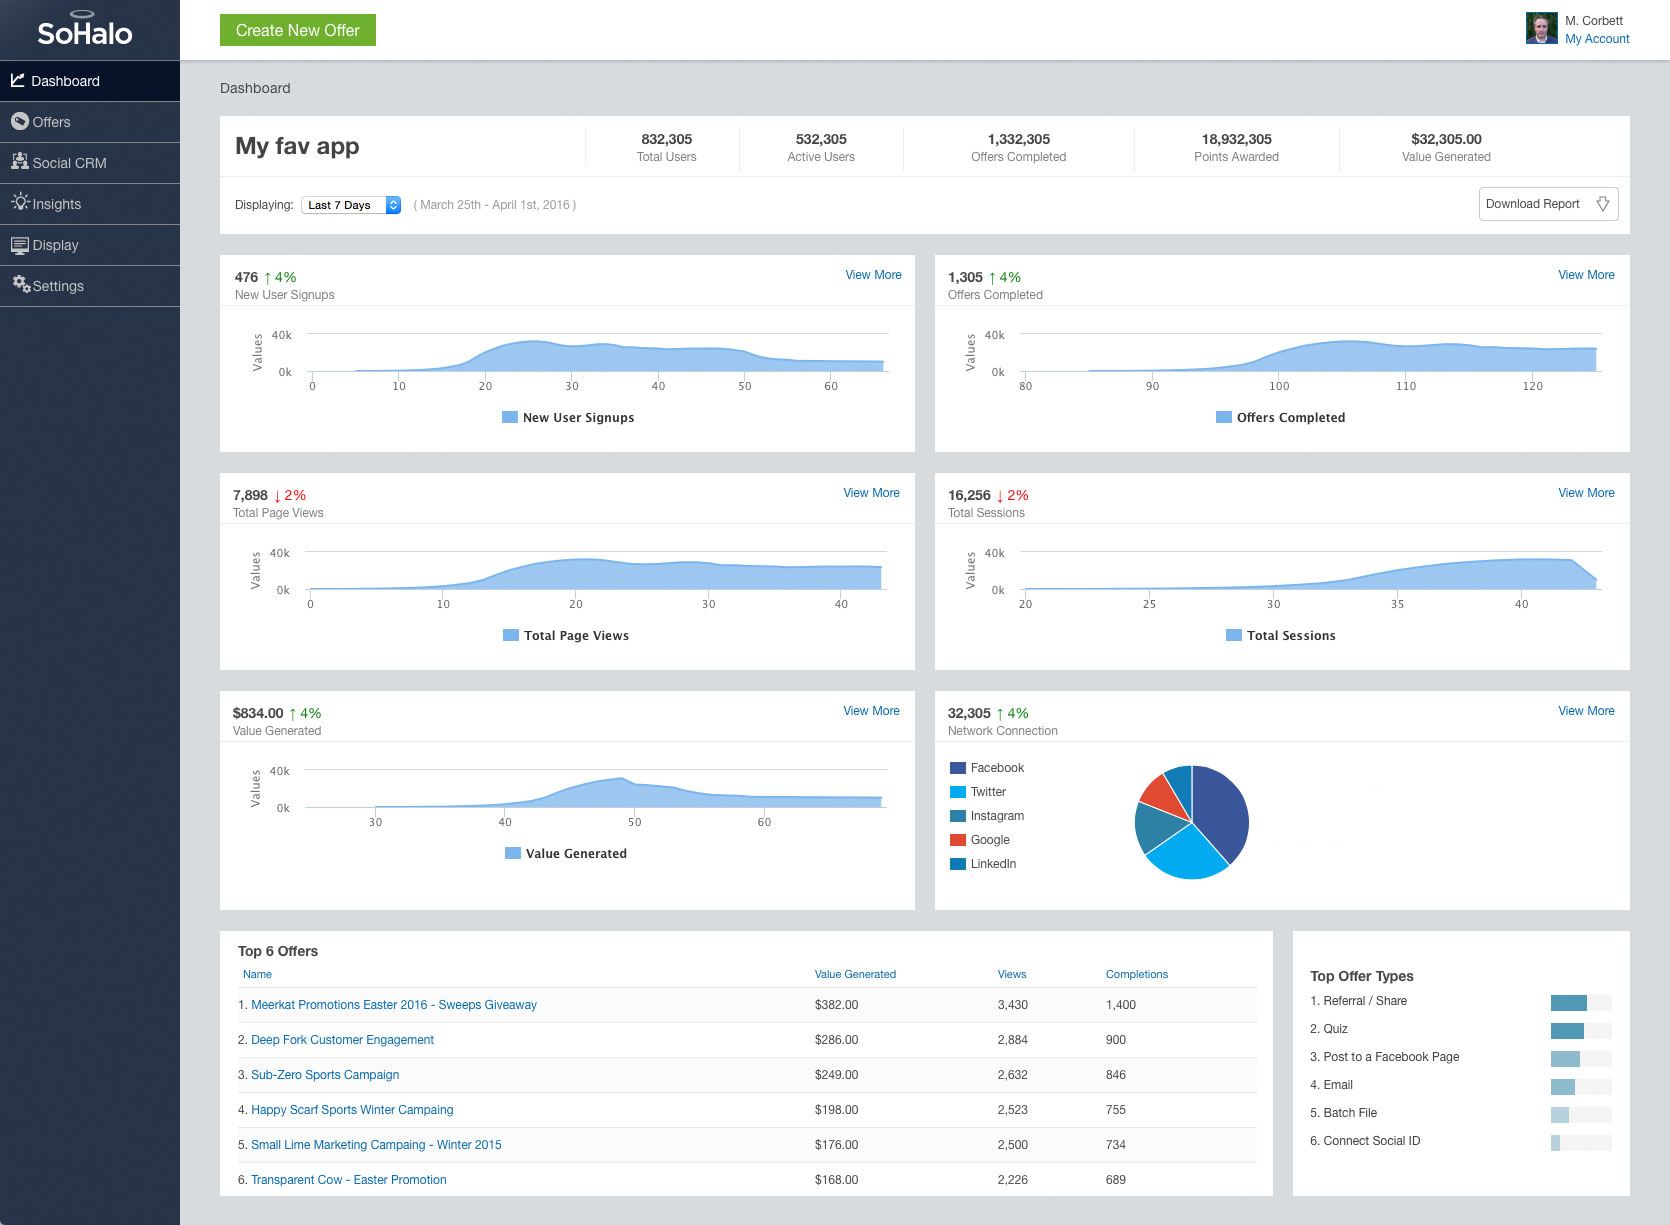 SoHalo
Create New Offer
M. Corbett
My Account
Dashboard
Offers
Social CRM
Insights
Display
Settings
Dashboard
My fav app
832,305
Total Users
532,305
Active Users
1,332,305
Offers Completed
18,932,305
Points Awarded
$32,305.00
Value Generated
Displaying: Last 7 Days ( March 25th - April 1st, 2016 )
Download Report
476 ↑ 4%
New User Signups
View More
Values
40k
0k
0 10 20 30 40 50 60
New User Signups
1,305 ↑ 4%
Offers Completed
View More
Values
40k
0k
80 90 100 110 120
Offers Completed
7,898 ↓ 2%
Total Page Views
View More
Values
40k
0k
0 10 20 30 40
Total Page Views
16,256 ↓ 2%
Total Sessions
View More
Values
40k
0k
20 25 30 35 40
Total Sessions
$834.00 ↑ 4%
Value Generated
View More
Values
40k
0k
30 40 50 60
Value Generated
32,305 ↑ 4%
Network Connection
View More
Facebook
Twitter
Instagram
Google
LinkedIn
Top 6 Offers
Name Value Generated Views Completions
1. Meerkat Promotions Easter 2016 - Sweeps Giveaway $382.00 3,430 1,400
2. Deep Fork Customer Engagement $286.00 2,884 900
3. Sub-Zero Sports Campaign $249.00 2,632 846
4. Happy Scarf Sports Winter Campaing $198.00 2,523 755
5. Small Lime Marketing Campaing - Winter 2015 $176.00 2,500 734
6. Transparent Cow - Easter Promotion $168.00 2,226 689
Top Offer Types
1. Referral / Share
2. Quiz
3. Post to a Facebook Page
4. Email
5. Batch File
6. Connect Social ID